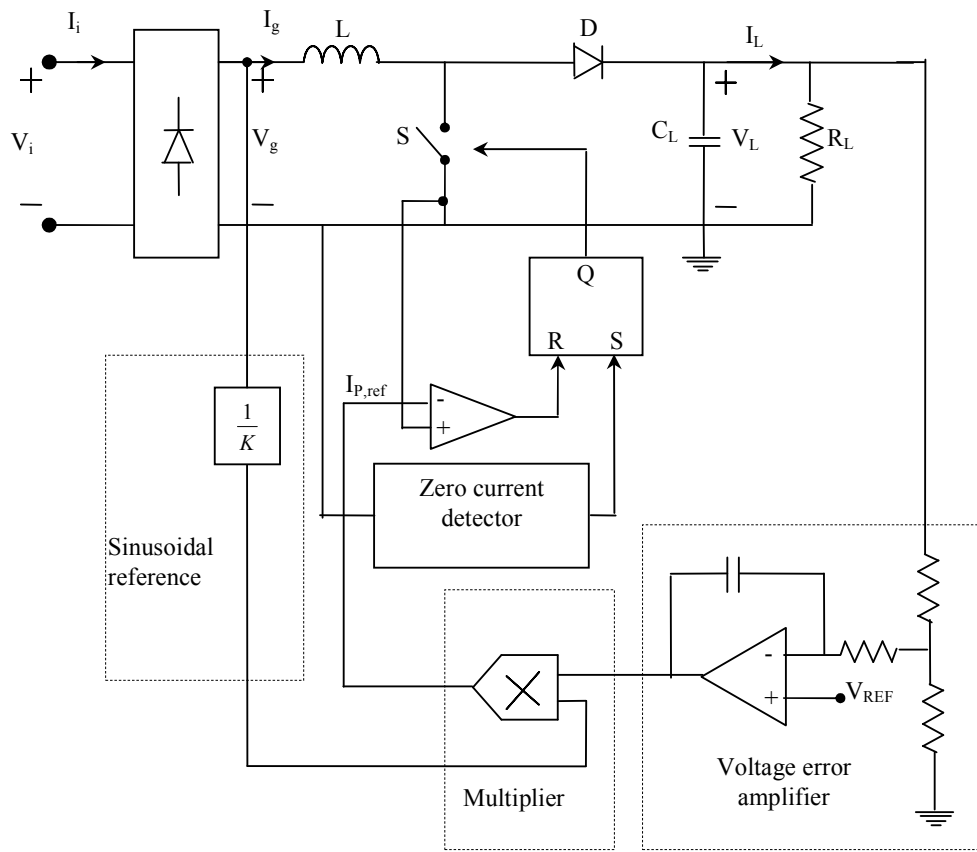 I_i
I_g
L
D
I_L
+
+
+
V_i
V_g
S
C_L
V_L
R_L
−
−
−
Q
R
S
I_P,ref
-
+
1
K
Zero current
detector
Sinusoidal
reference
-
+
V_REF
Voltage error
amplifier
Multiplier